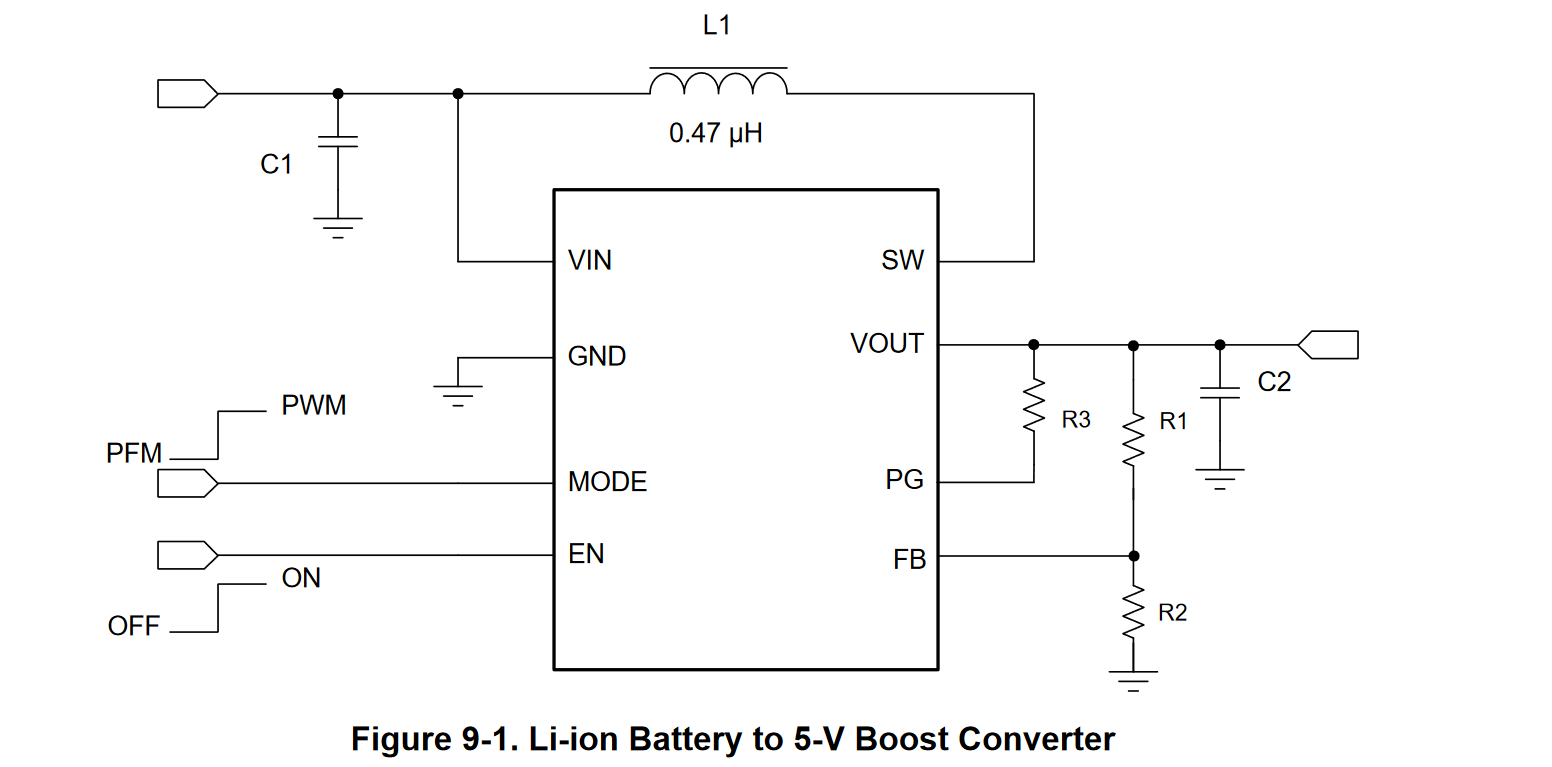 L1
0.47 µH
C1
VIN
SW
GND
VOUT
C2
PWM
PFM
R3
R1
MODE
PG
EN
FB
ON
OFF
R2
Figure 9-1. Li-ion Battery to 5-V Boost Converter